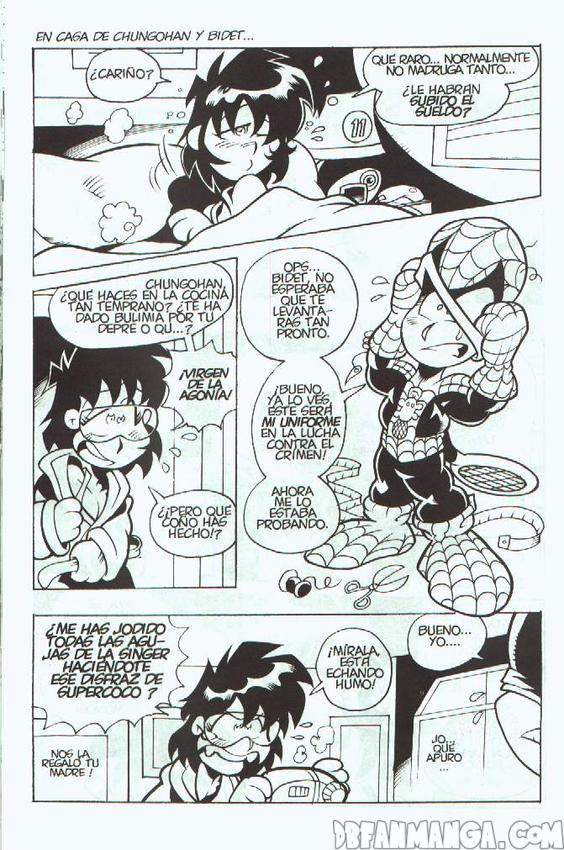 EN CASA DE CHUNGOHAN Y BIDET...
¿CARIÑO?
QUÉ RARO... NORMALMENTE
NO MADRUGA TANTO...
¿LE HABRÁN
SUBIDO EL
SUELDO?
11
CHUNGOHAN,
¿QUÉ HACES EN LA COCINA
TAN TEMPRANO? ¿TE HA
DADO BULIMIA POR TU
DEPRE O QU...?
¡VIRGEN
DE LA
AGONÍA!
¿¡PERO QUÉ
COÑO HAS
HECHO!?
OPS...
BIDET, NO
ESPERABA
QUE TE
LEVANTA-
RAS TAN
PRONTO.
¡BUENO,
YA LO VES,
ESTE SERÁ
MI UNIFORME
EN LA LUCHA
CONTRA EL
CRIMEN!
AHORA
ME LO
ESTABA
PROBANDO.
¿ME HAS JODIDO
TODAS LAS AGU-
JAS DE LA SINGER
HACIÉNDOTE
ESE DISFRAZ DE
SUPERCOCO?
NOS LA
REGALO TU
MADRE!
¡MÍRALA,
ESTÁ
ECHANDO
HUMO!
BUENO...
YO....
JO...
QUÉ
APURO
...
DBFANMANGA.COM